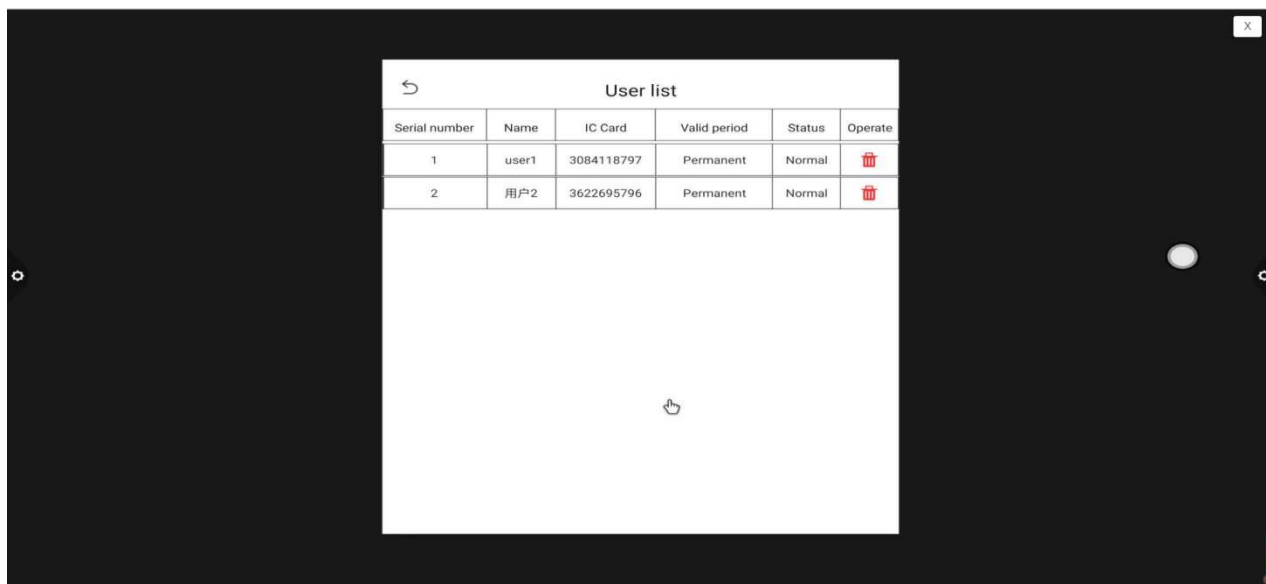 X
User list
Serial number Name IC Card Valid period Status Operate
1 user1 3084118797 Permanent Normal
2 用户2 3622695796 Permanent Normal